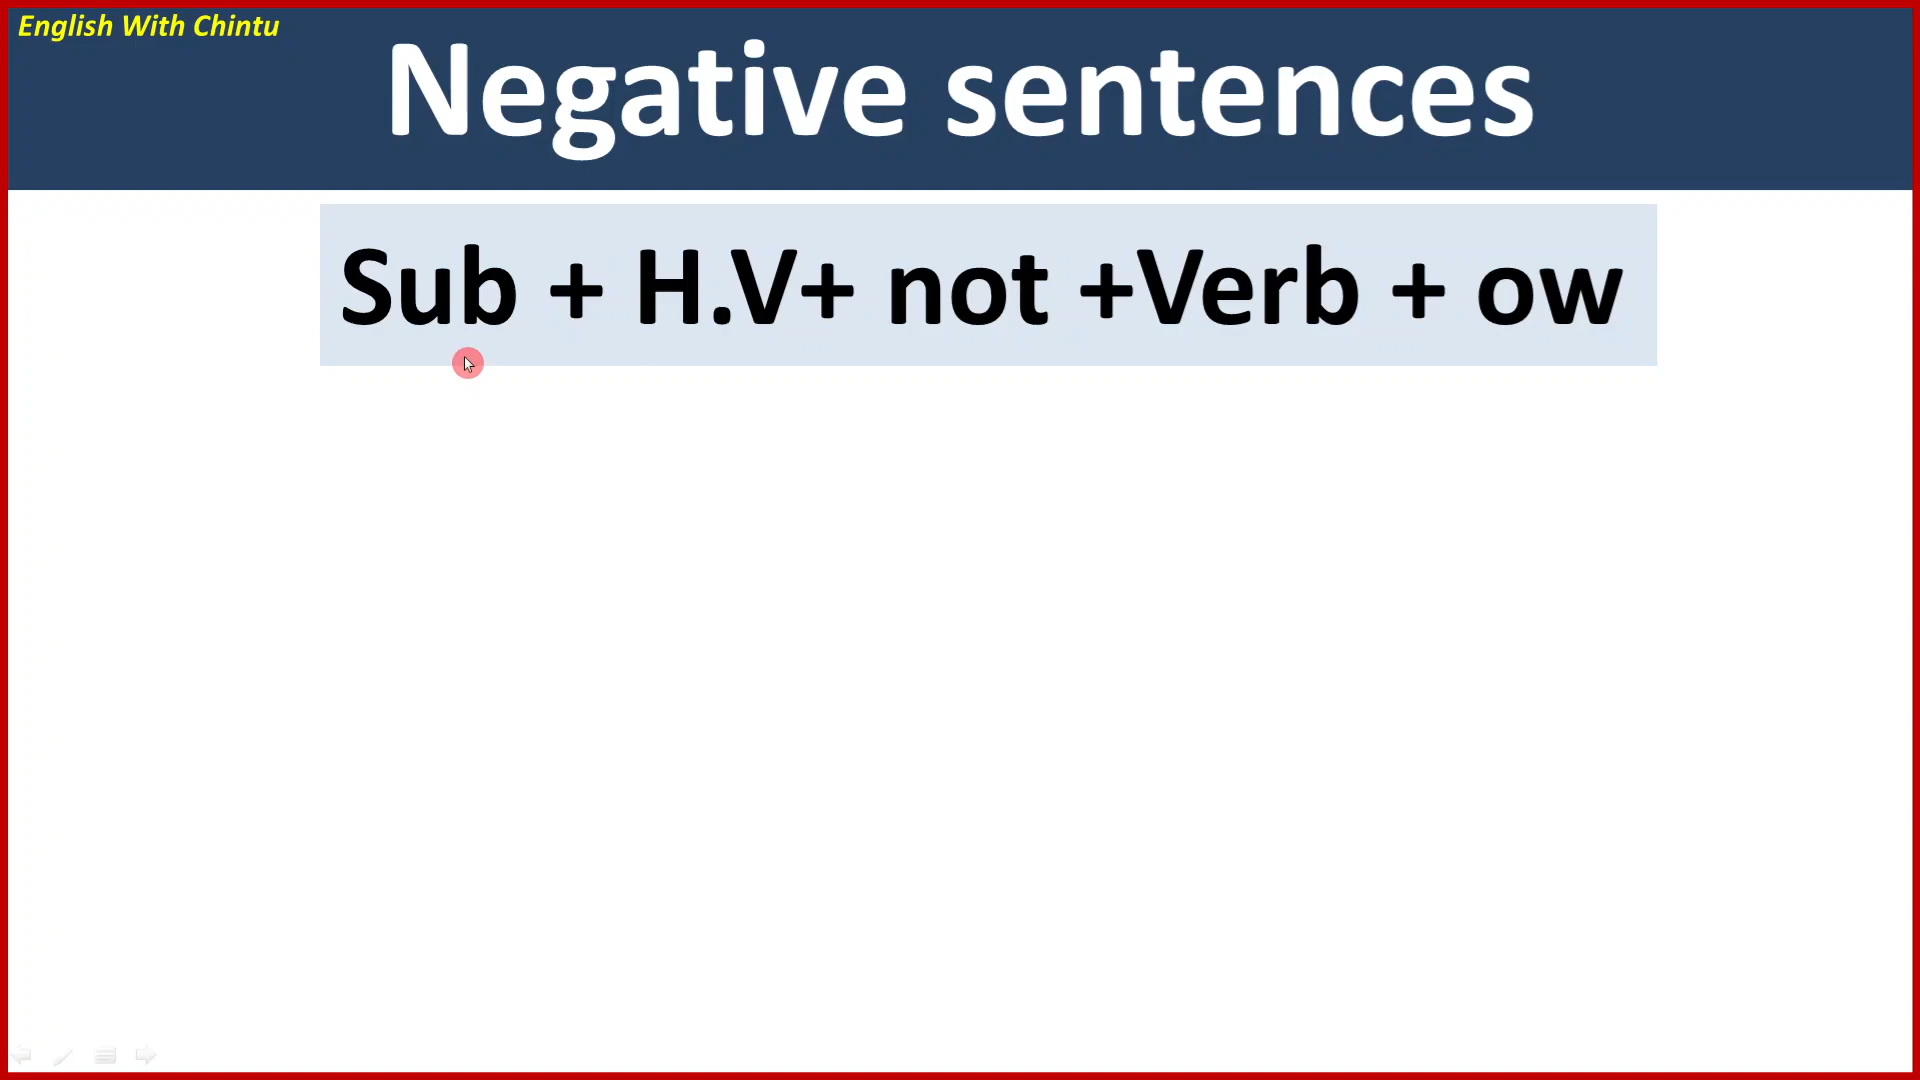 English With Chintu
Negative sentences
Sub + H.V+ not +Verb + ow